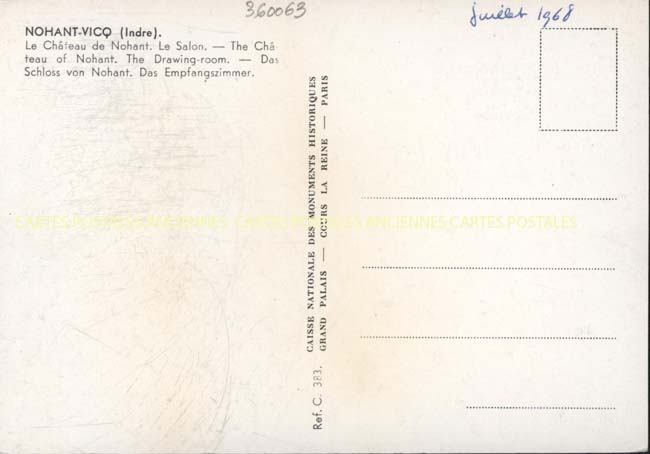 360063
juillet 1968
NOHANT-VICQ (Indre).
Le Château de Nohant. Le Salon. — The Châ
teau of Nohant. The Drawing-room. — Das
Schloss von Nohant. Das Empfangszimmer.
CARTES POSTALES ANCIENNES CARTES POSTALES ANCIENNES CARTES POSTALES
Ref. C. 383. CAISSE NATIONALE DES MONUMENTS HISTORIQUES
GRAND PALAIS — COURS LA REINE — PARIS